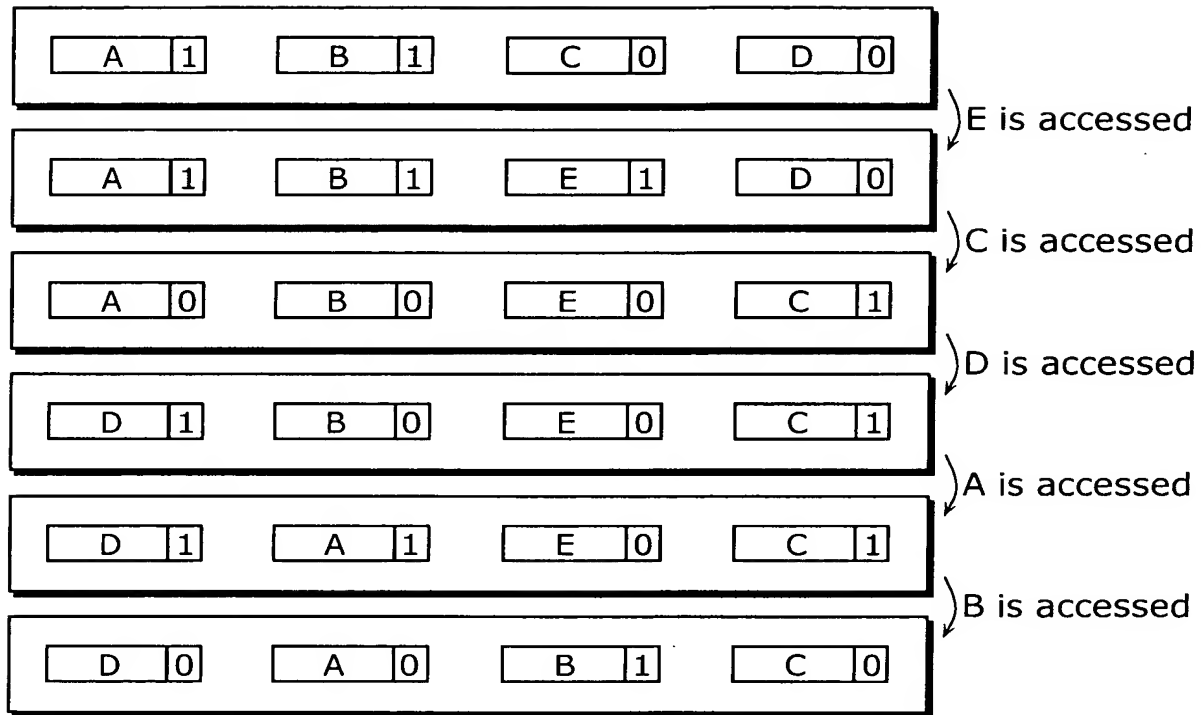 A 1 B 1 C 0 D 0
E is accessed
A 1 B 1 E 1 D 0
C is accessed
A 0 B 0 E 0 C 1
D is accessed
D 1 B 0 E 0 C 1
A is accessed
D 1 A 1 E 0 C 1
B is accessed
D 0 A 0 B 1 C 0